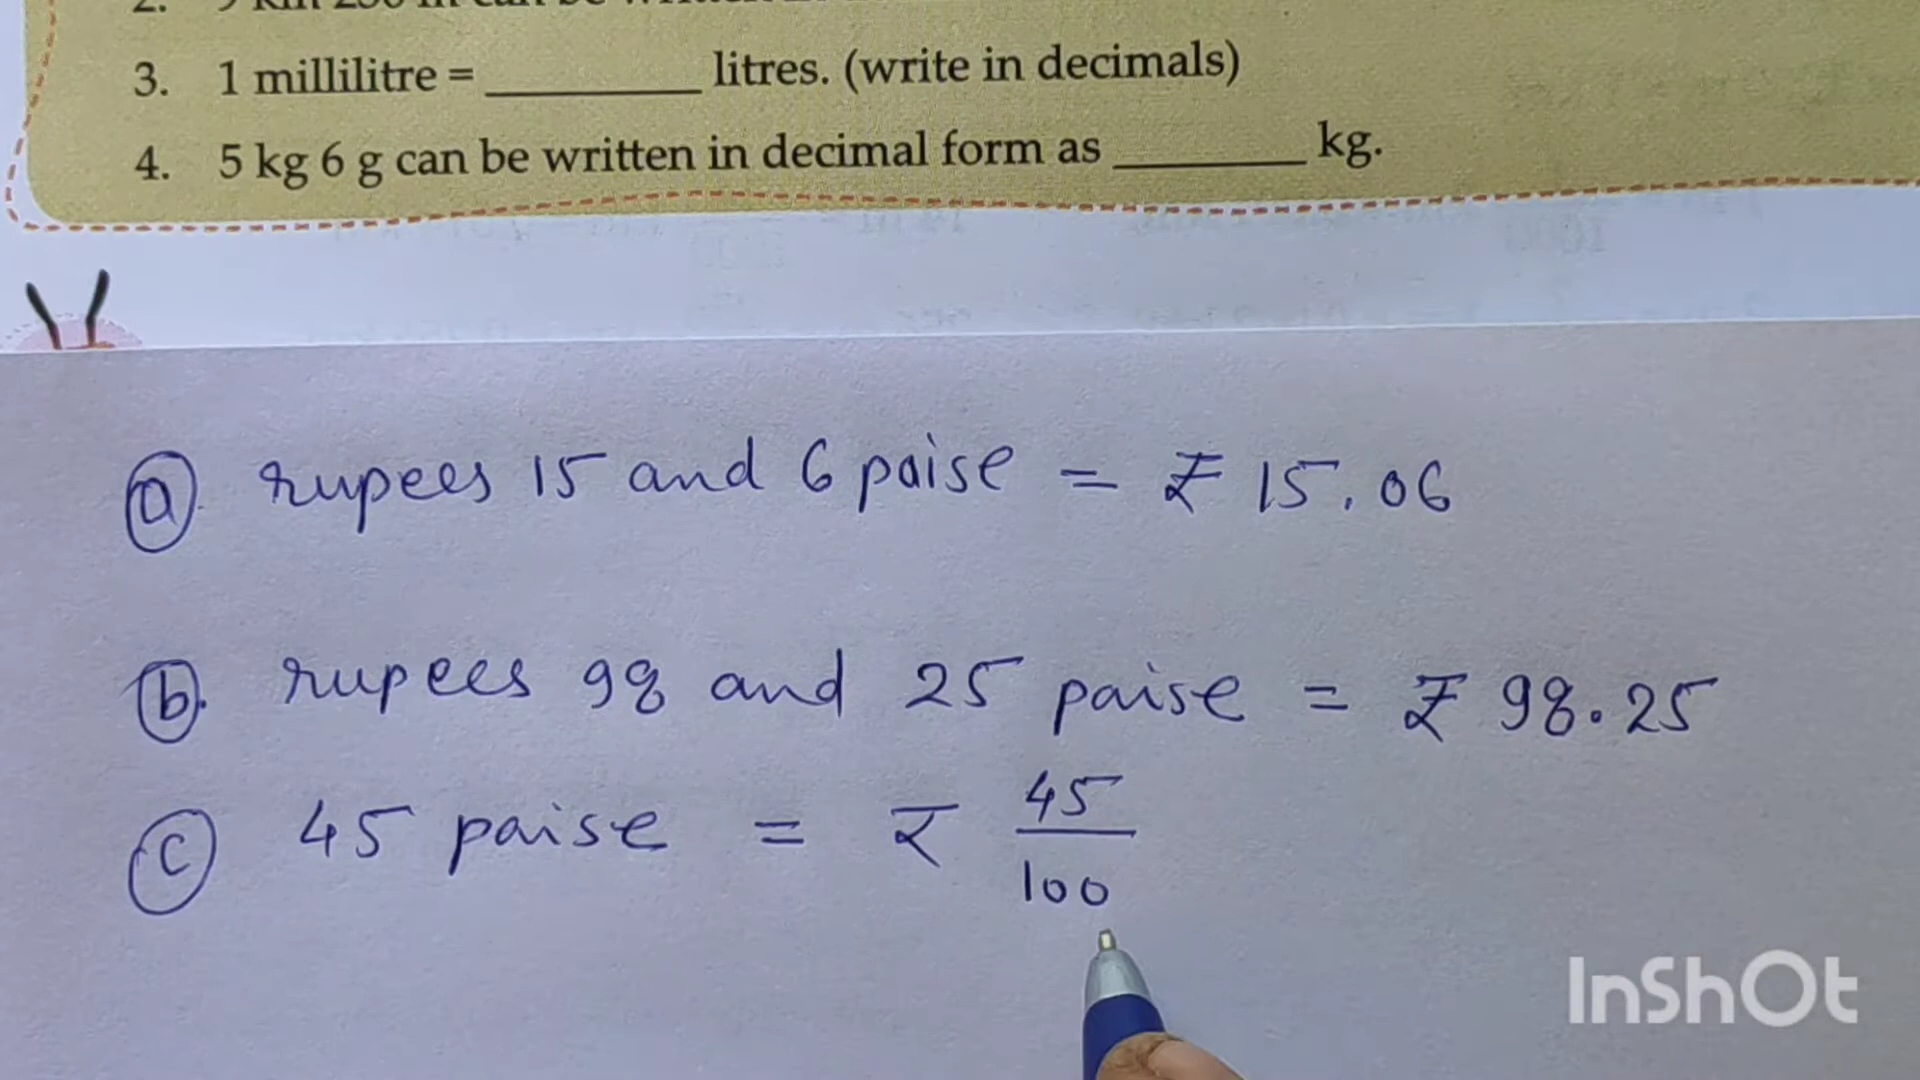 2.
3. 1 millilitre = ________ litres. (write in decimals)
4. 5 kg 6 g can be written in decimal form as ________ kg.
(a) rupees 15 and 6 paise = ₹ 15.06
(b). rupees 98 and 25 paise = ₹ 98.25
(c) 45 paise = ₹ 45/100
InShOt